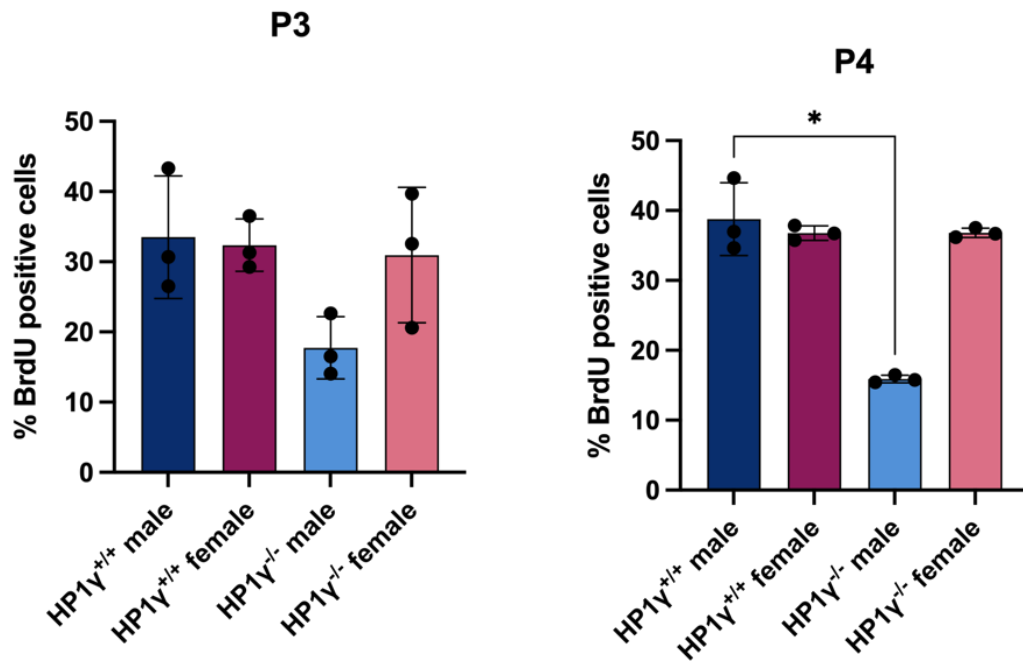 P3
% BrdU positive cells
50
40
30
20
10
0
HP1γ+/+ male
HP1γ+/+ female
HP1γ-/- male
HP1γ-/- female
P4
*
% BrdU positive cells
50
40
30
20
10
0
HP1γ+/+ male
HP1γ+/+ female
HP1γ-/- male
HP1γ-/- female